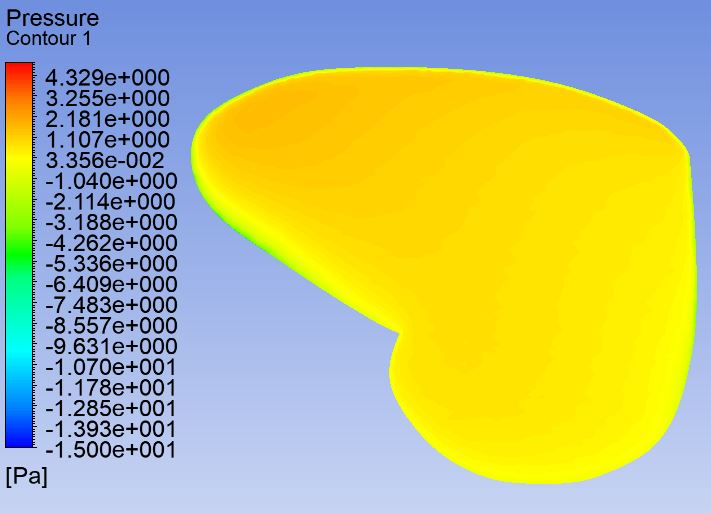 Pressure
Contour 1
4.329e+000
3.255e+000
2.181e+000
1.107e+000
3.356e-002
-1.040e+000
-2.114e+000
-3.188e+000
-4.262e+000
-5.336e+000
-6.409e+000
-7.483e+000
-8.557e+000
-9.631e+000
-1.070e+001
-1.178e+001
-1.285e+001
-1.393e+001
-1.500e+001
[Pa]